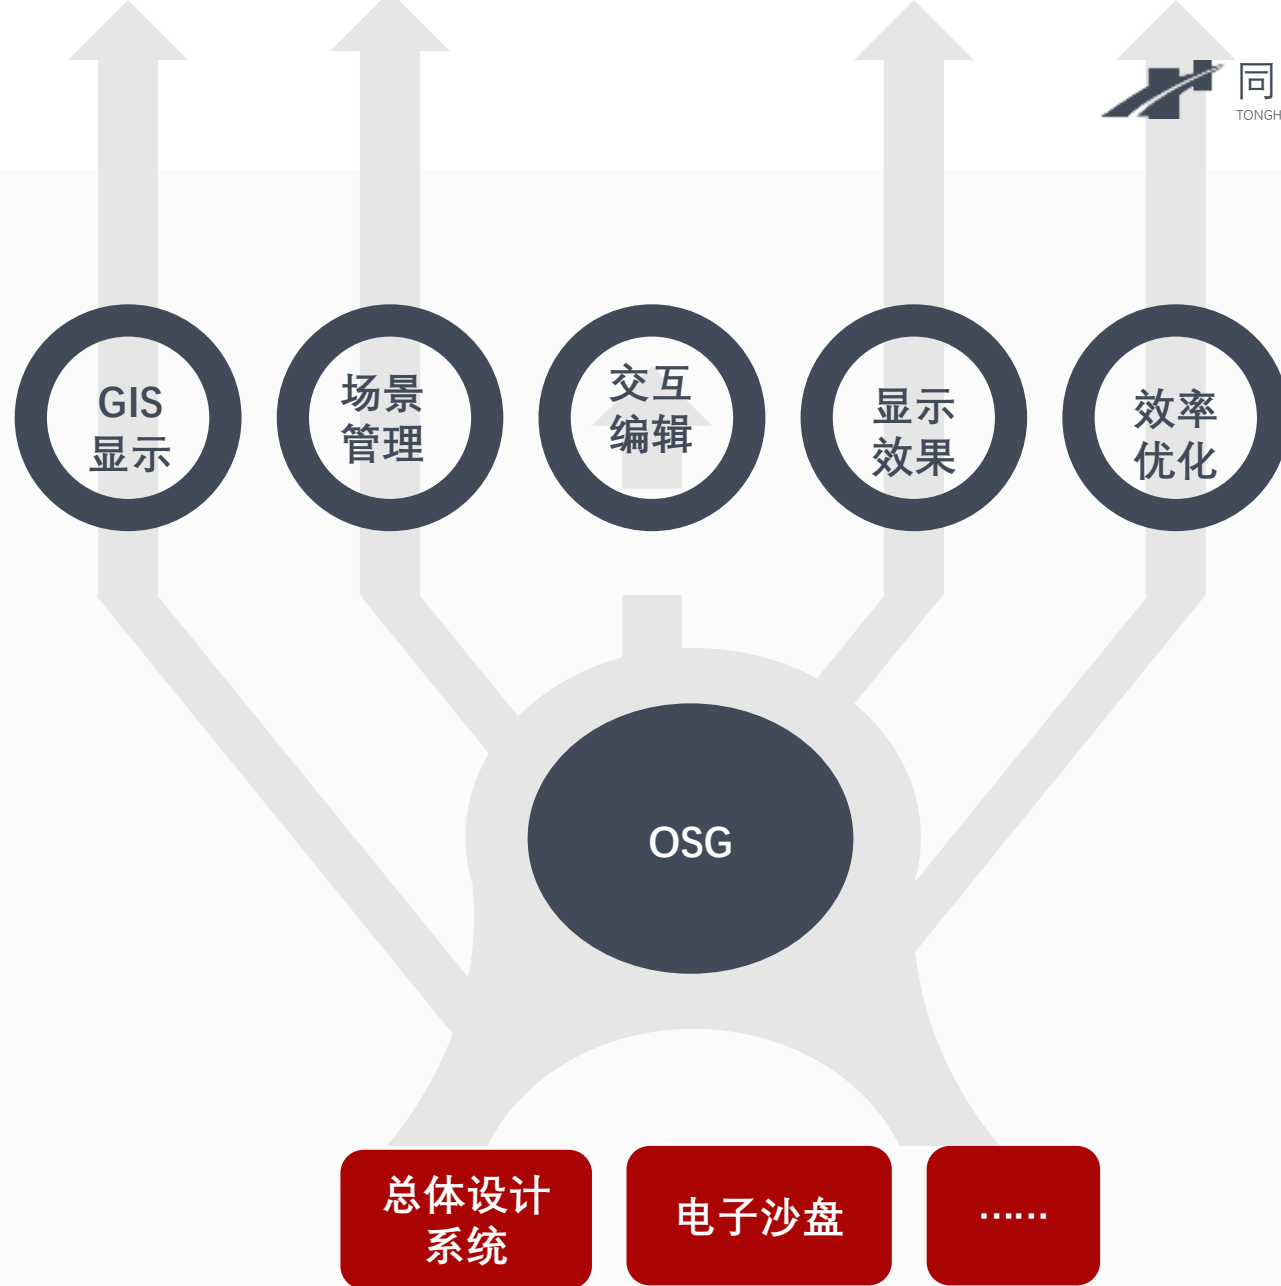 同
TONGH
GIS
显示
场景
管理
交互
编辑
显示
效果
效率
优化
OSG
总体设计
系统
电子沙盘
……